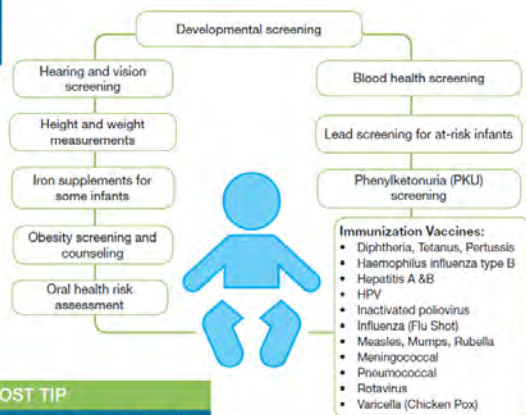 Developmental screening
Hearing and vision
screening
Height and weight
measurements
Iron supplements for
some infants
Obesity screening and
counseling
Oral health risk
assessment
Blood health screening
Lead screening for at-risk infants
Phenylketonuria (PKU)
screening
Immunization Vaccines:
• Diphtheria, Tetanus, Pertussis
• Haemophilus influenza type B
• Hepatitis A &B
• HPV
• Inactivated poliovirus
• Influenza (Flu Shot)
• Measles, Mumps, Rubella
• Meningococcal
• Pneumococcal
• Rotavirus
• Varicella (Chicken Pox)
OST TIP